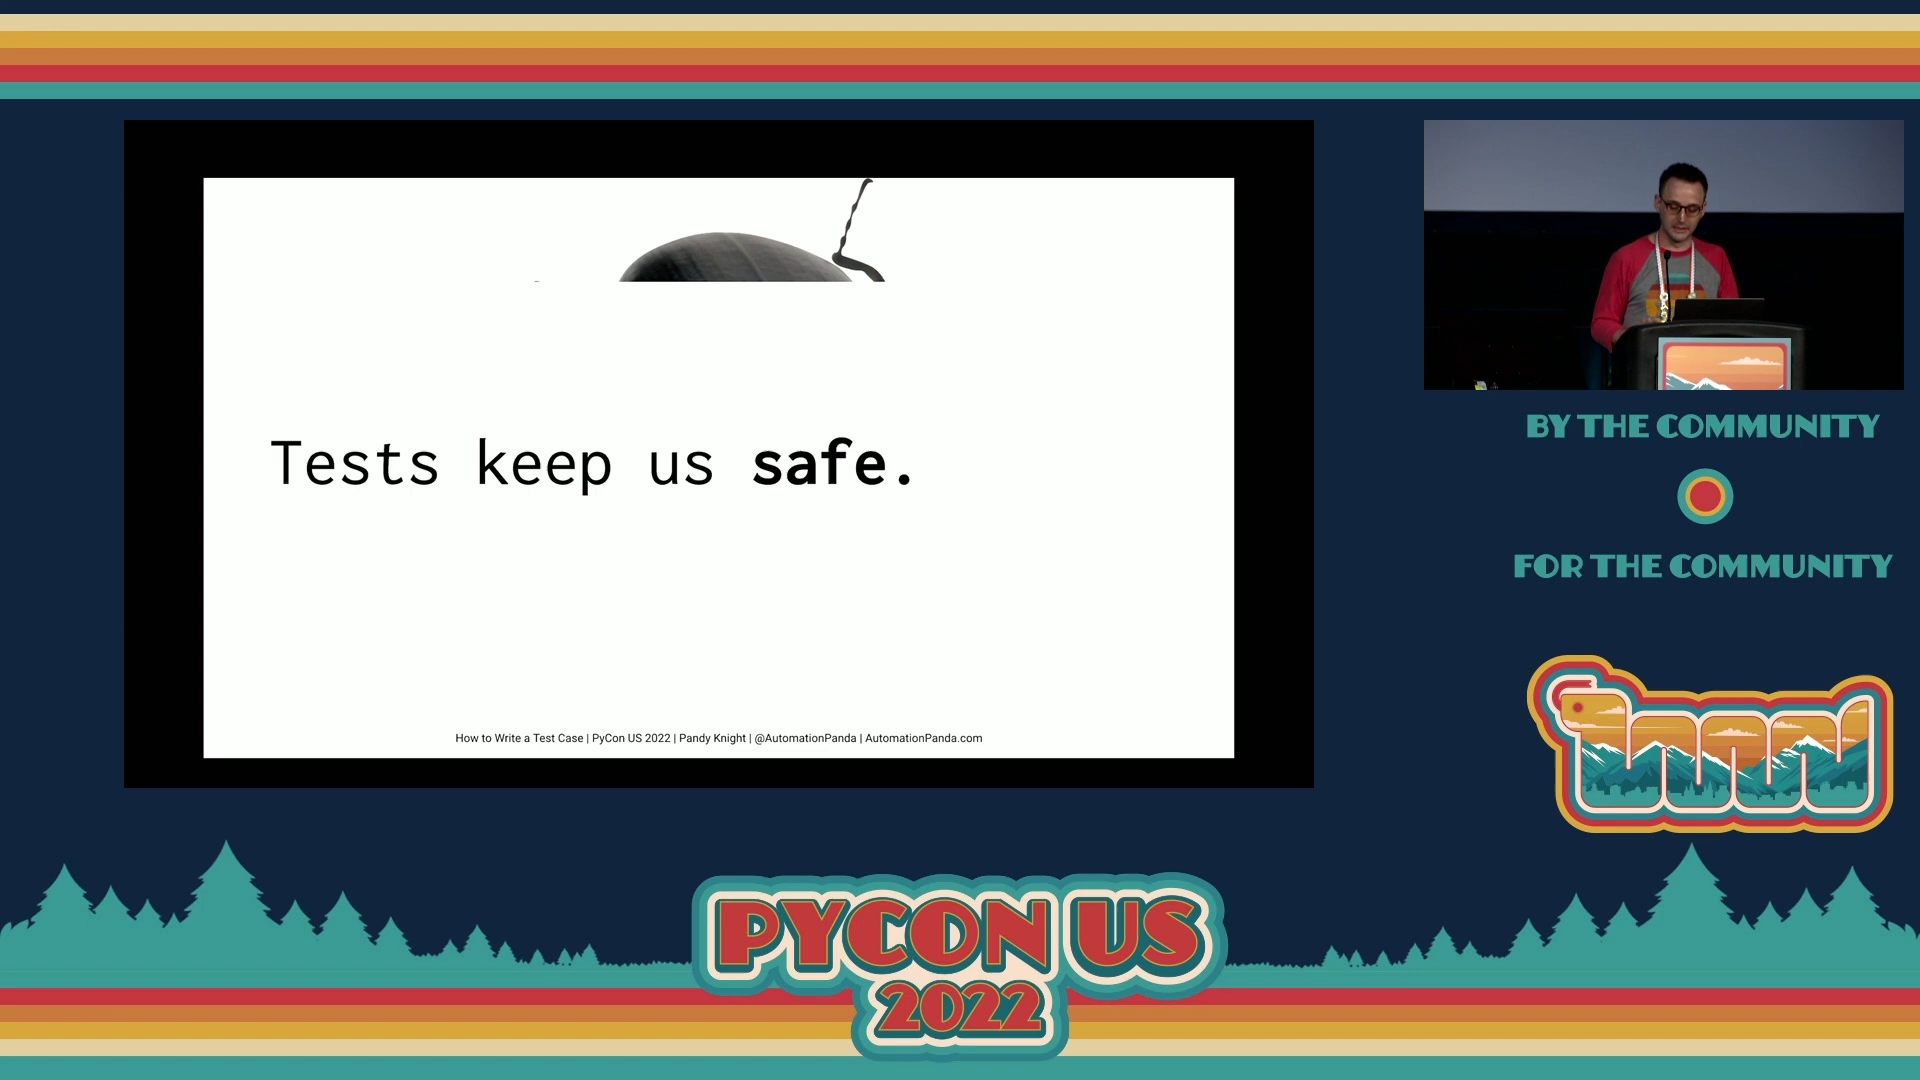 Tests keep us safe.
How to Write a Test Case | PyCon US 2022 | Pandy Knight | @AutomationPanda | AutomationPanda.com
BY THE COMMUNITY
FOR THE COMMUNITY
PYCON US
2022